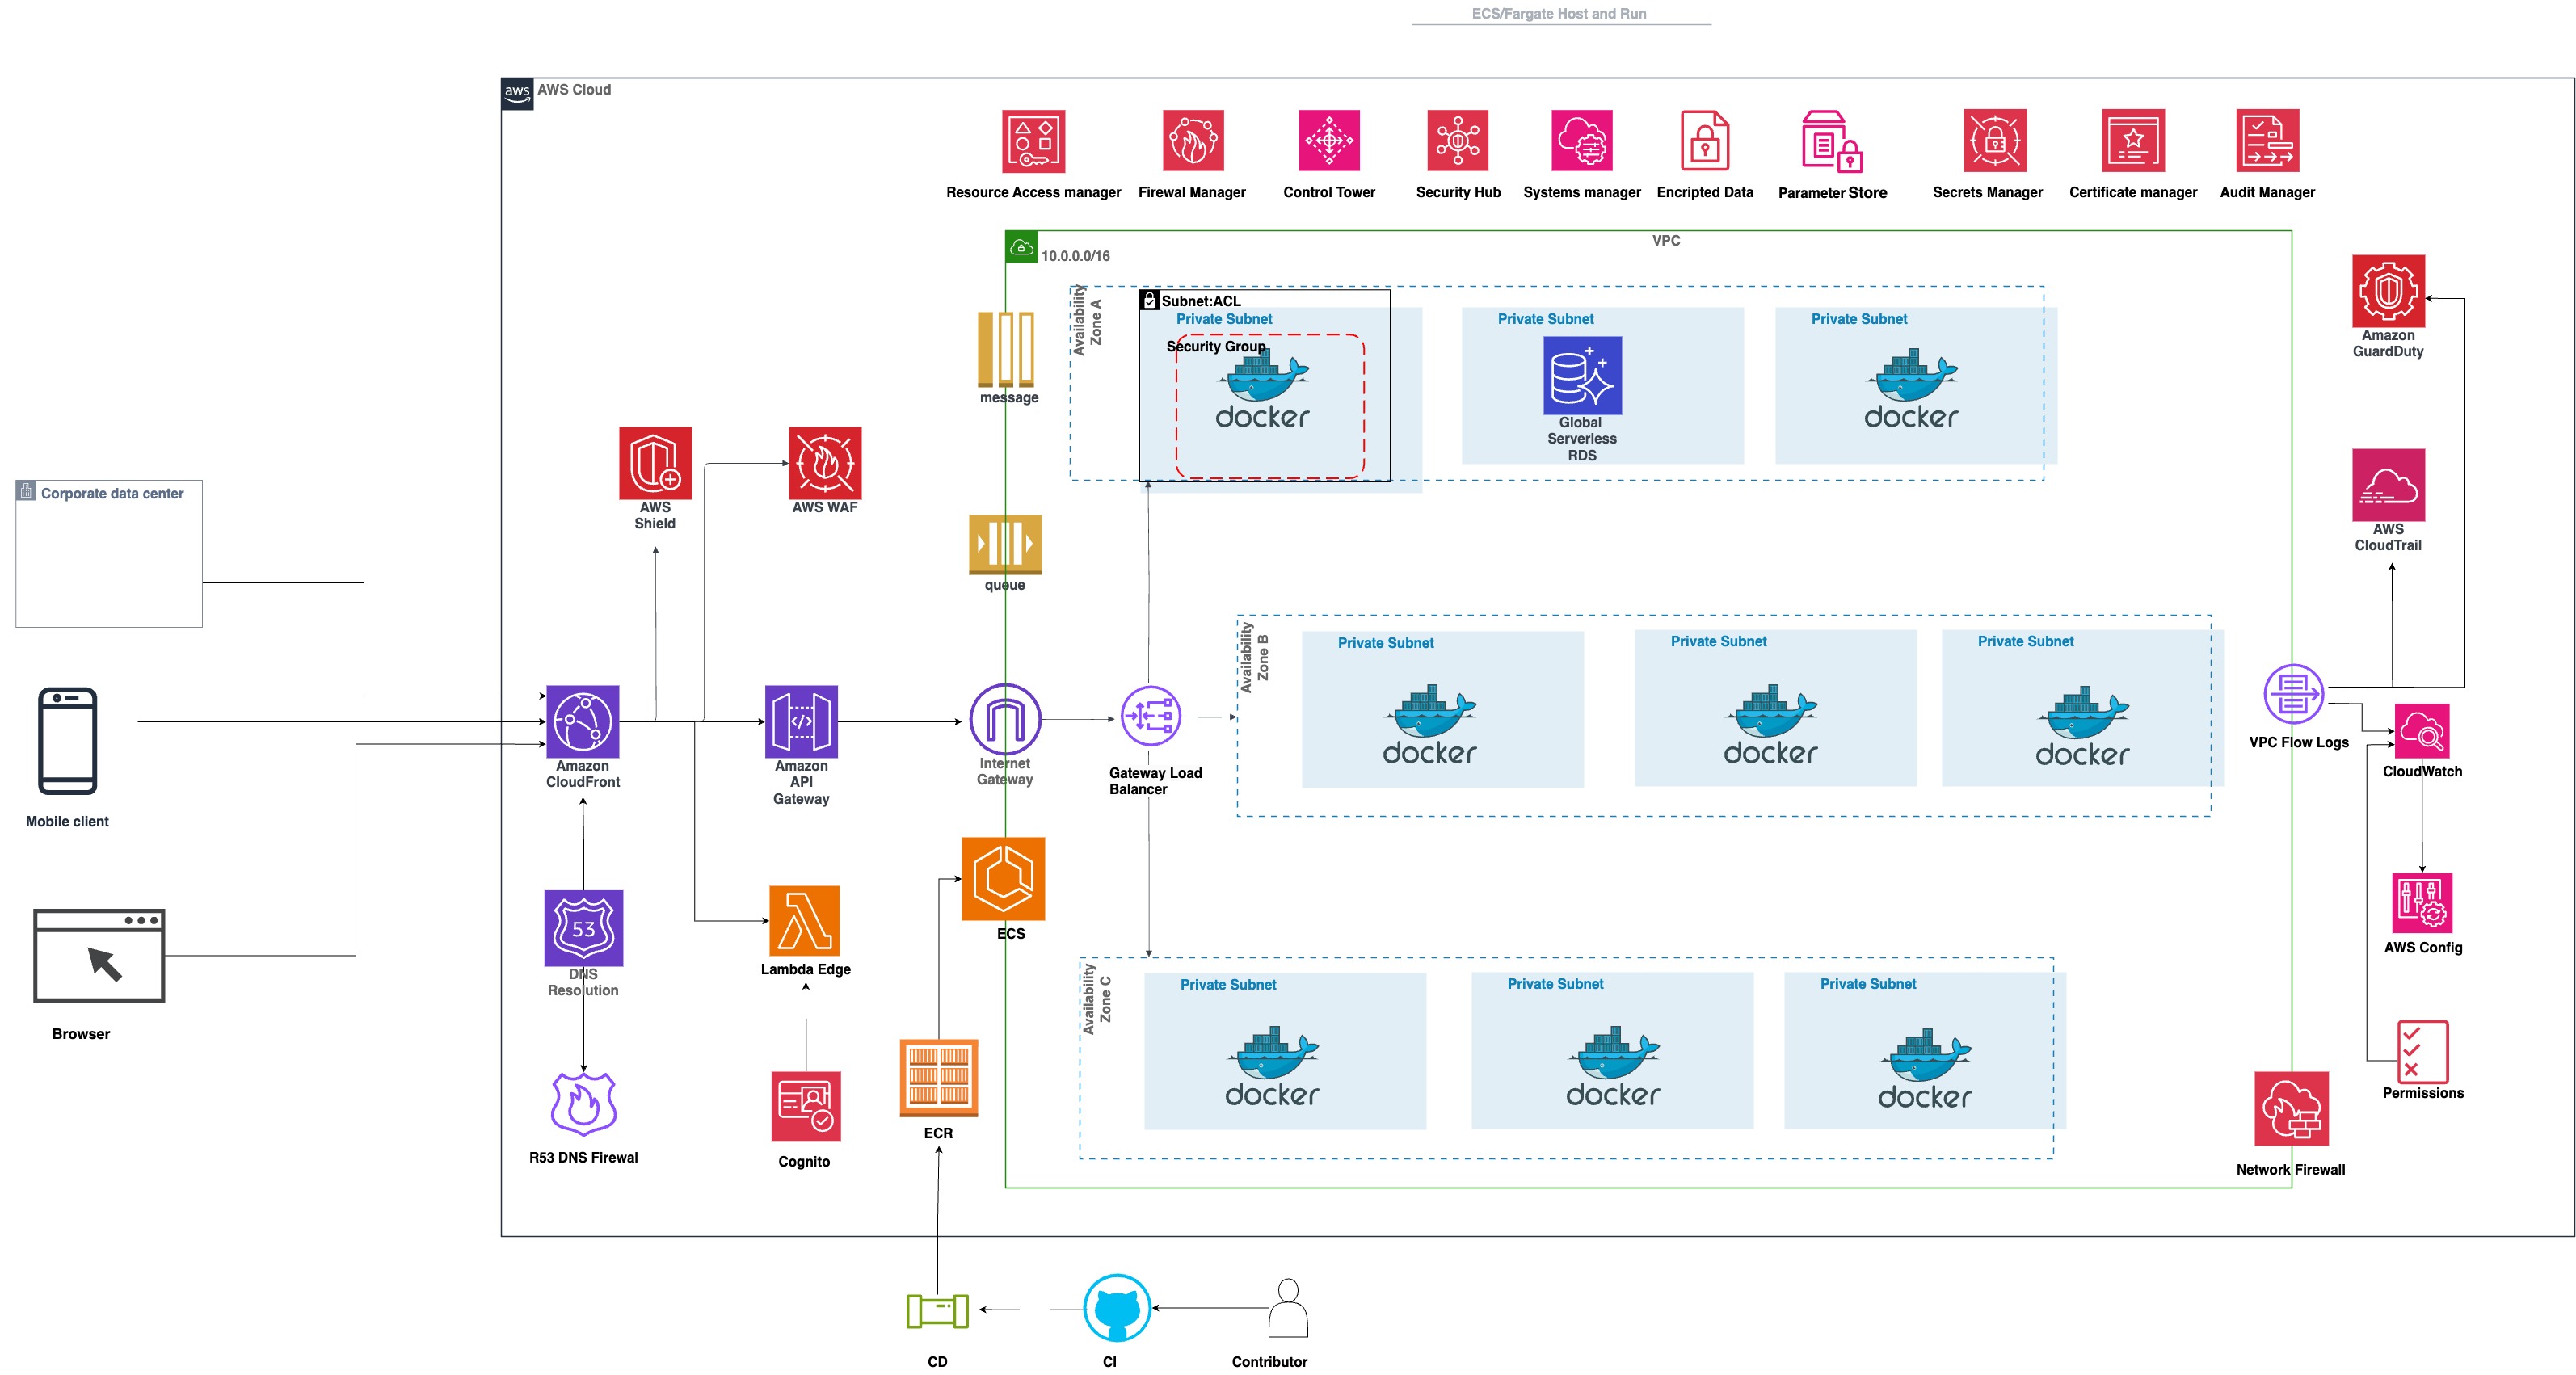 ECS/Fargate Host and Run
aws
AWS Cloud
Resource Access manager
Firewal Manager
Control Tower
Security Hub
Systems manager
Encripted Data
Parameter Store
Secrets Manager
Certificate manager
Audit Manager
VPC
10.0.0.0/16
Availability
Zone A
Subnet:ACL
Private Subnet
Security Group
docker
Private Subnet
Global
Serverless
RDS
Private Subnet
docker
message
queue
Amazon
GuardDuty
AWS
CloudTrail
Corporate data center
AWS
Shield
AWS WAF
Mobile client
Browser
Amazon
CloudFront
Amazon
API
Gateway
Internet
Gateway
Gateway Load
Balancer
Availability
Zone B
Private Subnet
docker
Private Subnet
docker
Private Subnet
docker
VPC Flow Logs
CloudWatch
AWS Config
Permissions
Network Firewall
53
DNS
Resolution
R53 DNS Firewal
</>
Lambda Edge
Cognito
ECS
ECR
Availability
Zone C
Private Subnet
docker
Private Subnet
docker
Private Subnet
docker
CD
CI
Contributor